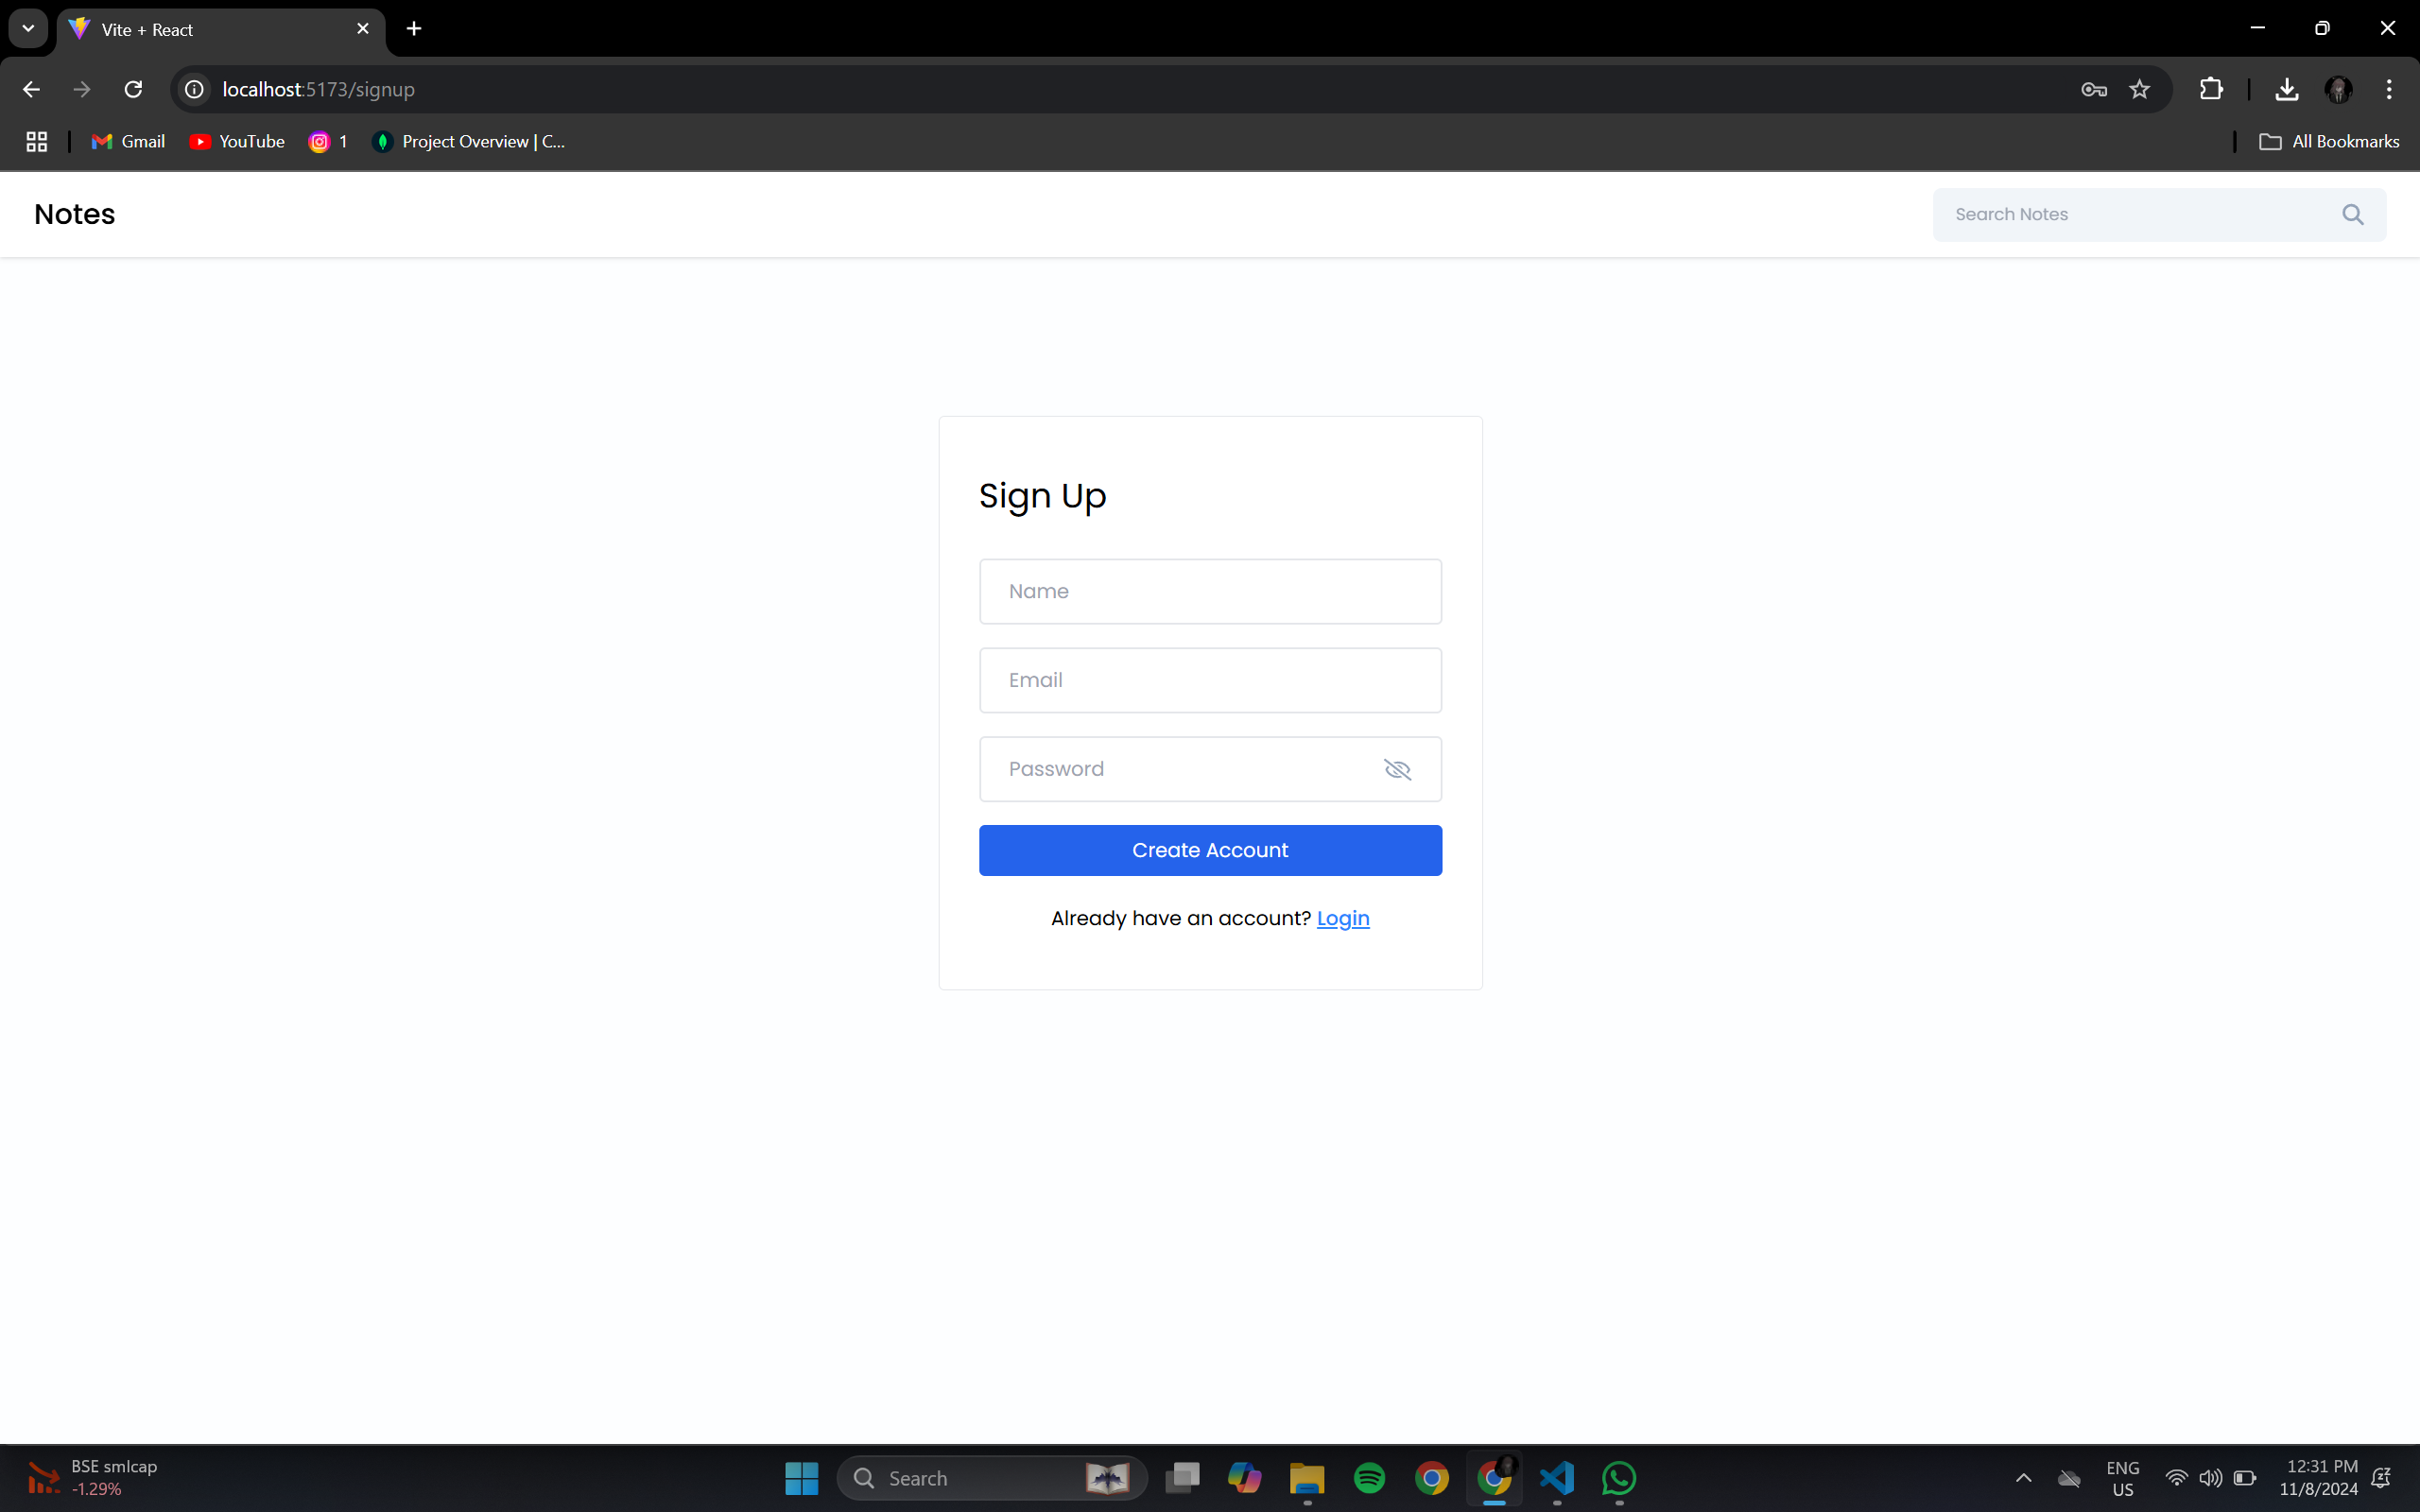 Vite + React
localhost:5173/signup
Gmail YouTube 1 Project Overview | C... All Bookmarks
Notes Search Notes
Sign Up
Name
Email
Password
Create Account
Already have an account? Login
BSE smlcap
-1.29%
Search
ENG
US
12:31 PM
11/8/2024